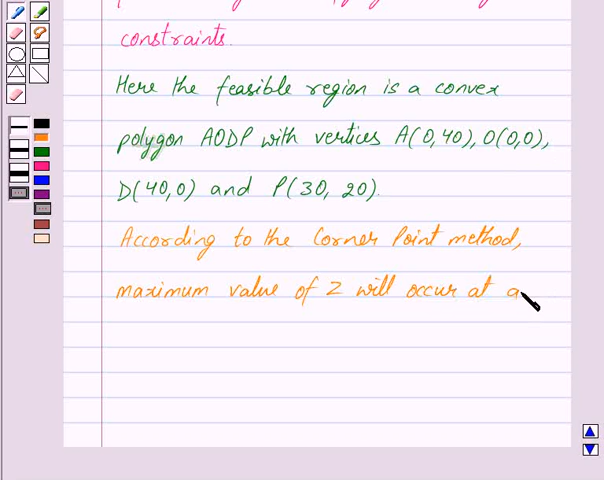 constraints.
Here the feasible region is a convex
polygon AODP with vertices A(0,40), O(0,0),
D(40,0) and P(30, 20).
According to the Corner Point method,
maximum value of Z will occur at a